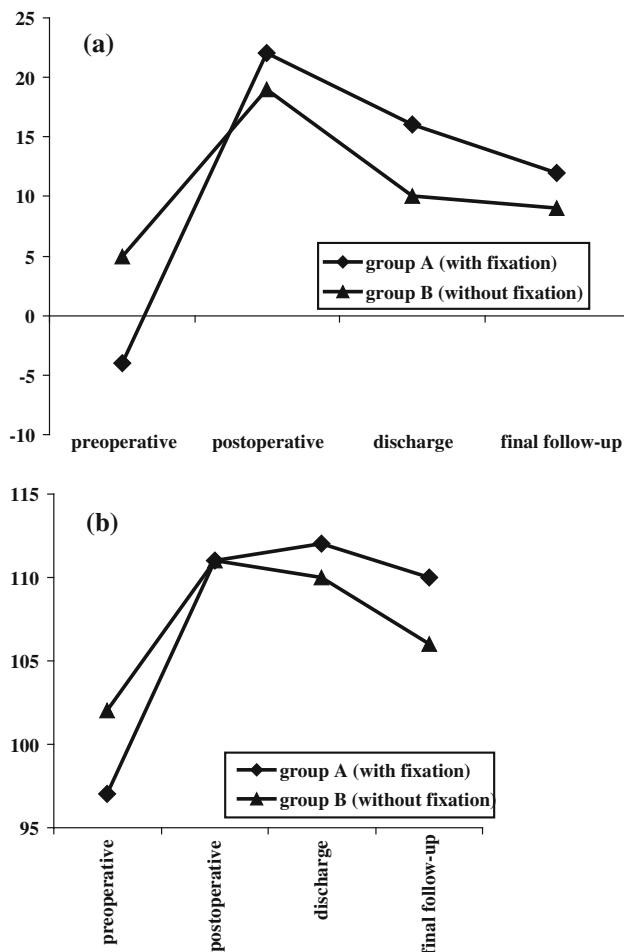 (a)
25
20
15
10
5
0
-5
-10
group A (with fixation)
group B (without fixation)
preoperative postoperative discharge final follow-up
(b)
115
110
105
100
95
group A (with fixation)
group B (without fixation)
preoperative
postoperative
discharge
final follow-up